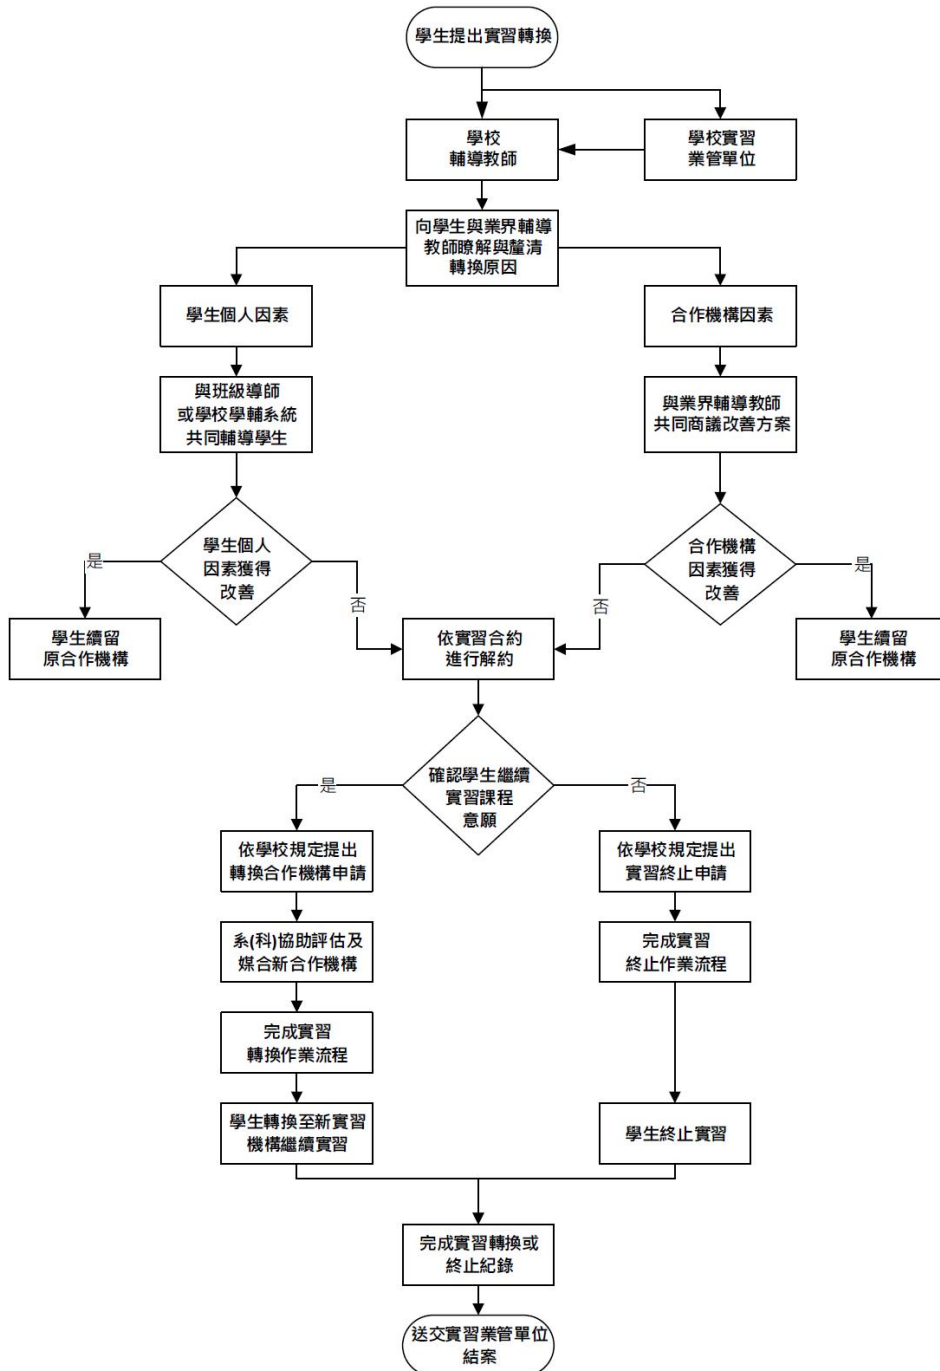 學生提出實習轉換
學校
輔導教師
學校實習
業管單位
向學生與業界輔導
教師瞭解與釐清
轉換原因
學生個人因素
合作機構因素
與班級導師
或學校學輔系統
共同輔導學生
與業界輔導教師
共同商議改善方案
學生個人
因素獲得
改善
合作機構
因素獲得
改善
是
否
否
是
學生續留
原合作機構
依實習合約
進行解約
學生續留
原合作機構
確認學生繼續
實習課程
意願
是
否
依學校規定提出
轉換合作機構申請
依學校規定提出
實習終止申請
系(科)協助評估及
媒合新合作機構
完成實習
終止作業流程
完成實習
轉換作業流程
學生轉換至新實習
機構繼續實習
學生終止實習
完成實習轉換或
終止紀錄
送交實習業管單位
結案